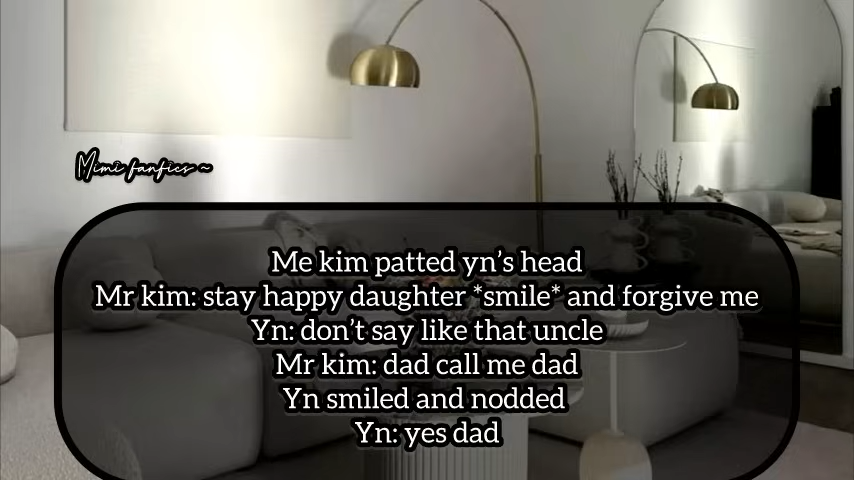 Mimi fanfics ~
Me kim patted yn's head
Mr kim: stay happy daughter *smile* and forgive me
Yn: don't say like that uncle
Mr kim: dad call me dad
Yn smiled and nodded
Yn: yes dad